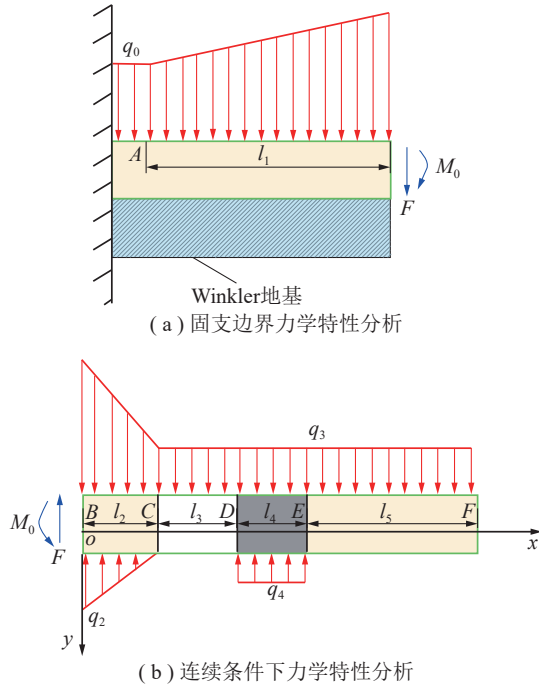 q₀
A l₁
M₀
F
Winkler地基
( a ) 固支边界力学特性分析
q₃
B l₂ C l₃ D l₄ E l₅ F
M₀
o x
F
q₄
q₂
y
( b ) 连续条件下力学特性分析